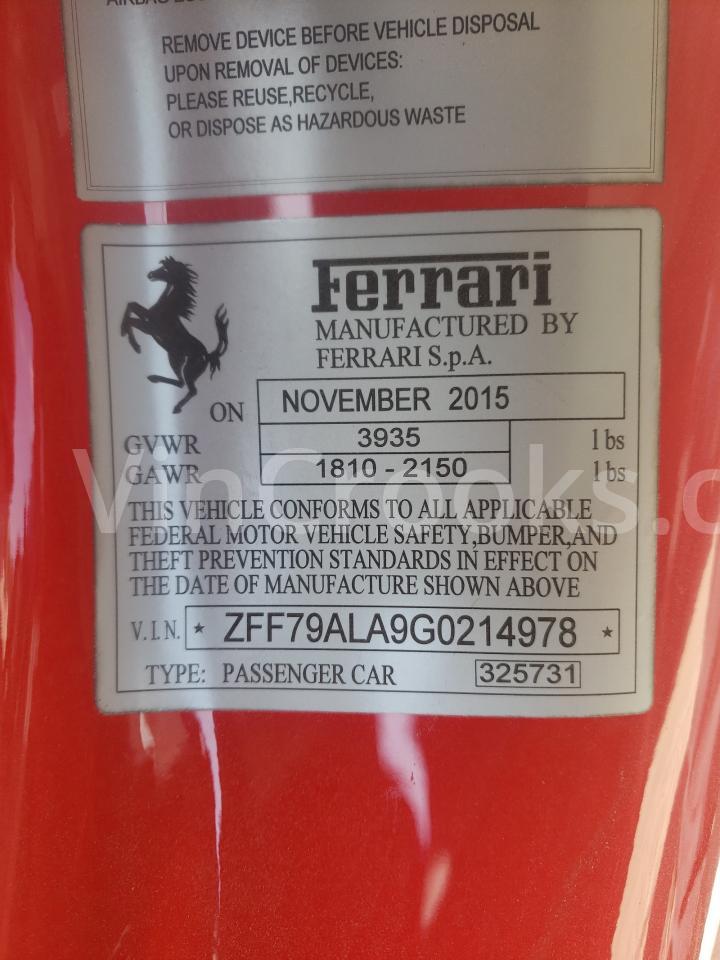 REMOVE DEVICE BEFORE VEHICLE DISPOSAL
UPON REMOVAL OF DEVICES:
PLEASE REUSE,RECYCLE,
OR DISPOSE AS HAZARDOUS WASTE
Ferrari
MANUFACTURED BY
FERRARI S.p.A.
ON NOVEMBER 2015
GVWR 3935 lbs
GAWR 1810 - 2150 lbs
VinCrooks.c
THIS VEHICLE CONFORMS TO ALL APPLICABLE
FEDERAL MOTOR VEHICLE SAFETY,BUMPER,AND
THEFT PREVENTION STANDARDS IN EFFECT ON
THE DATE OF MANUFACTURE SHOWN ABOVE
V.I.N. * ZFF79ALA9G0214978 *
TYPE: PASSENGER CAR 325731